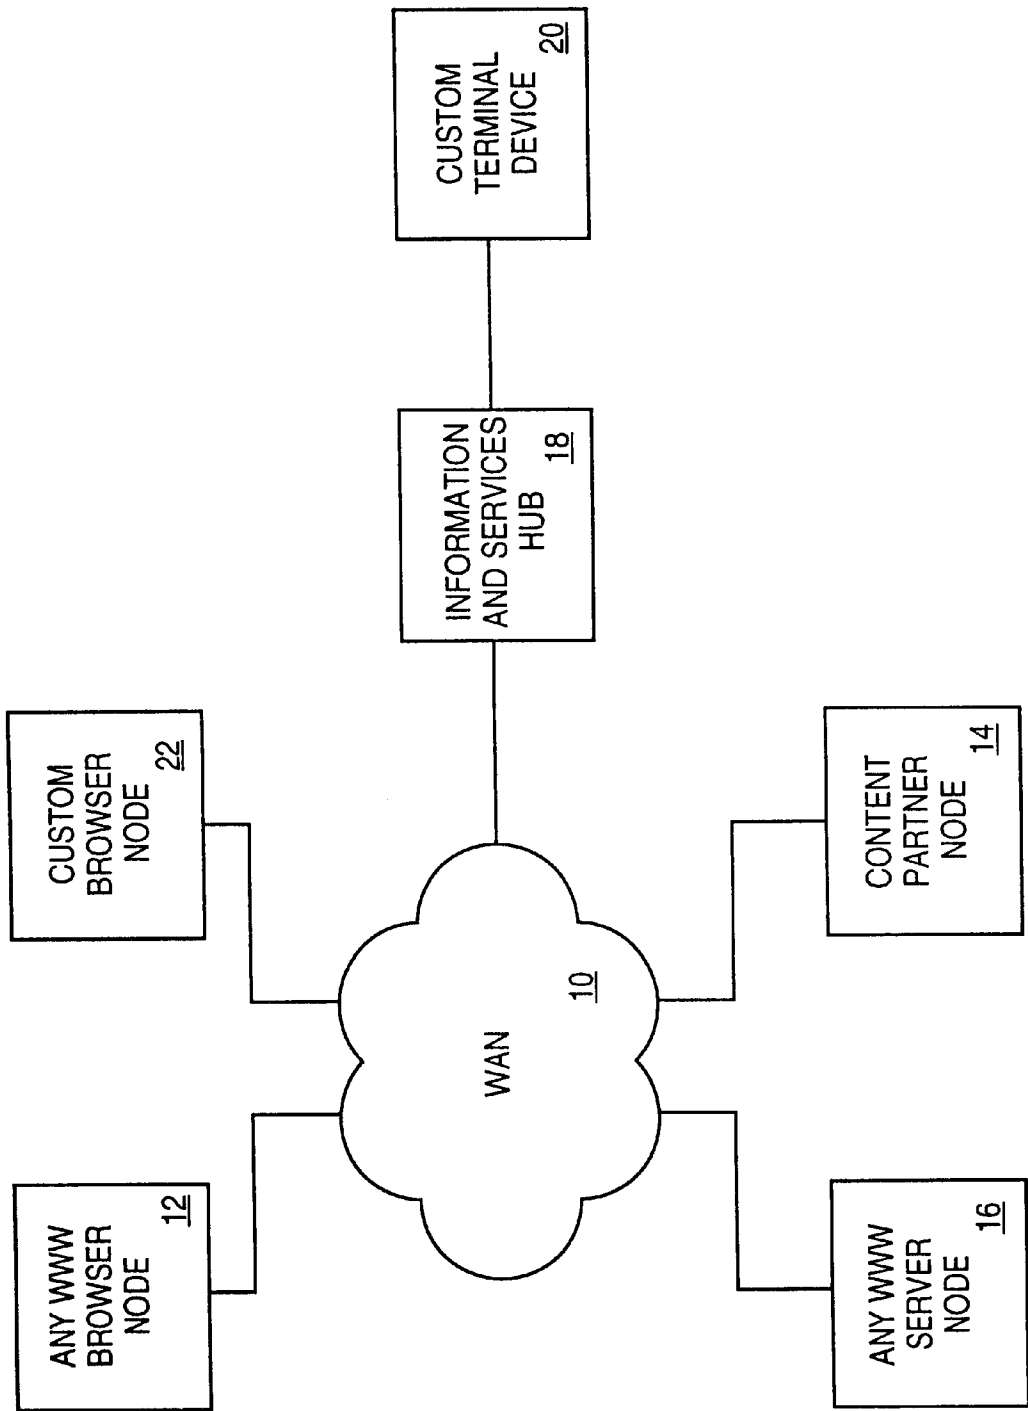 ANY WWW
BROWSER
NODE
12
CUSTOM
BROWSER
NODE
22
WAN
10
INFORMATION
AND SERVICES
HUB
18
CUSTOM
TERMINAL
DEVICE
20
ANY WWW
SERVER
NODE
16
CONTENT
PARTNER
NODE
14